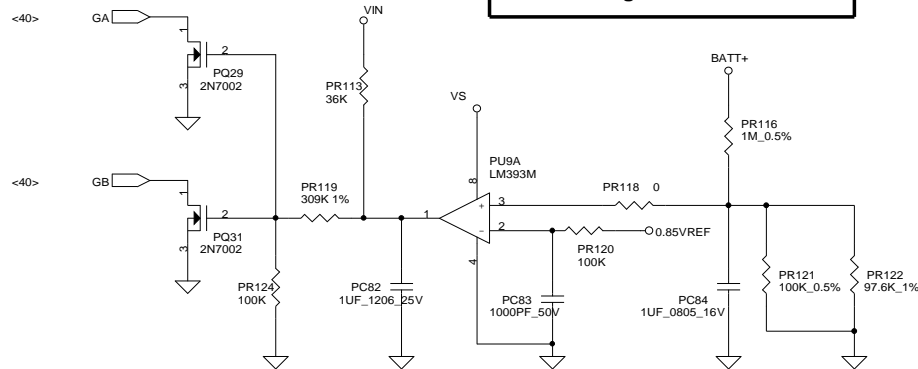 <40>
GA
1
2
3
PQ29
2N7002
VIN
PR113
36K
BATT+
VS
PR116
1M_0.5%
PU9A
LM393M
8
<40>
GB
1
2
3
PQ31
2N7002
PR119
309K 1%
1
+
3
-
2
4
PR118 0
PR120
100K
0.85VREF
PR124
100K
PC82
1UF_1206_25V
PC83
1000PF_50V
PC84
1UF_0805_16V
PR121
100K_0.5%
PR122
97.6K_1%